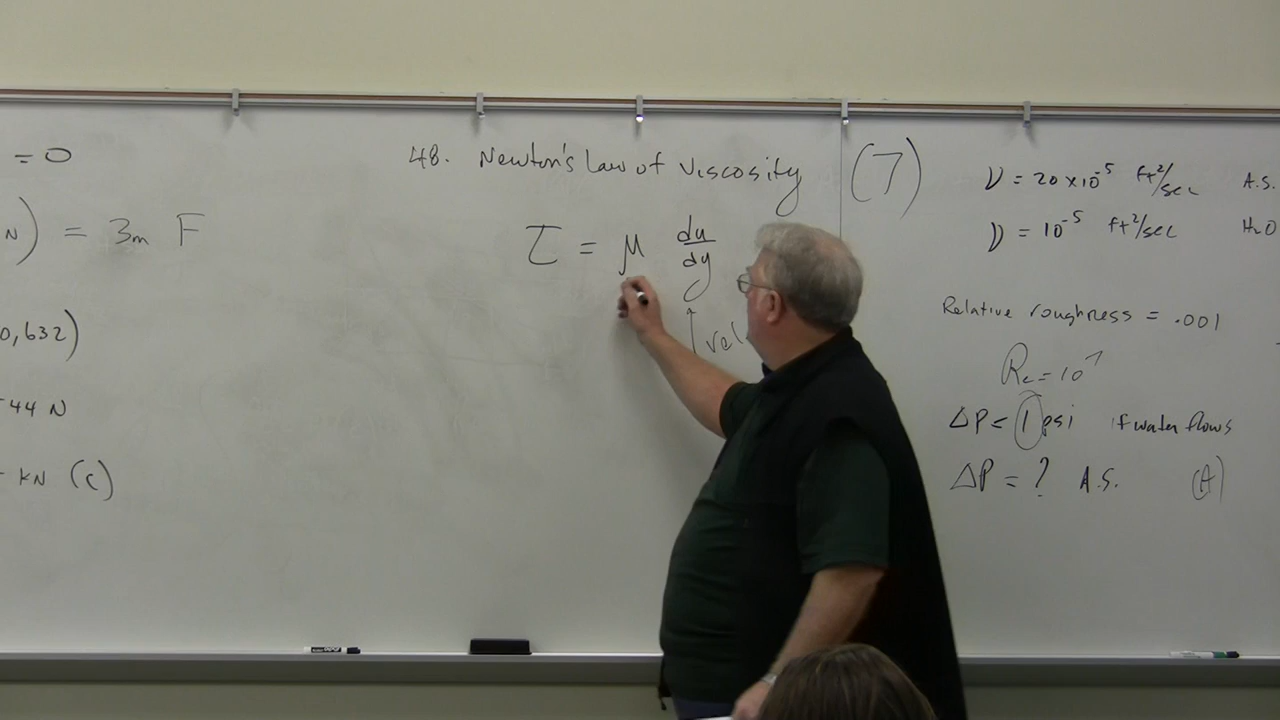 = 0
N) = 3m F
0,632)
44 N
- KN (C)
48. Newton's Law of Viscosity
τ = μ du/dy
vel
(7)
ν = 20 x 10^-5 ft²/sec A.S.
ν = 10^-5 ft²/sec H₂O
Relative roughness = .001
Re = 10^7
ΔP = 1 psi if water flows
ΔP = ? A.S. (A)